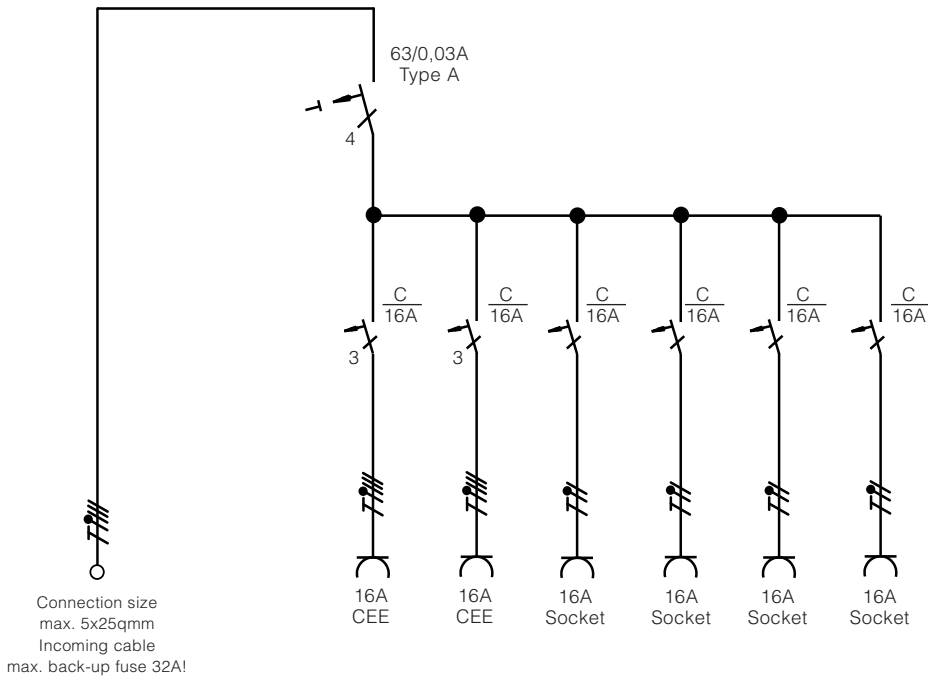 63/0,03A
Type A
4
C
16A
C
16A
C
16A
C
16A
C
16A
C
16A
3
3
16A
CEE
16A
CEE
16A
Socket
16A
Socket
16A
Socket
16A
Socket
Connection size
max. 5x25qmm
Incoming cable
max. back-up fuse 32A!